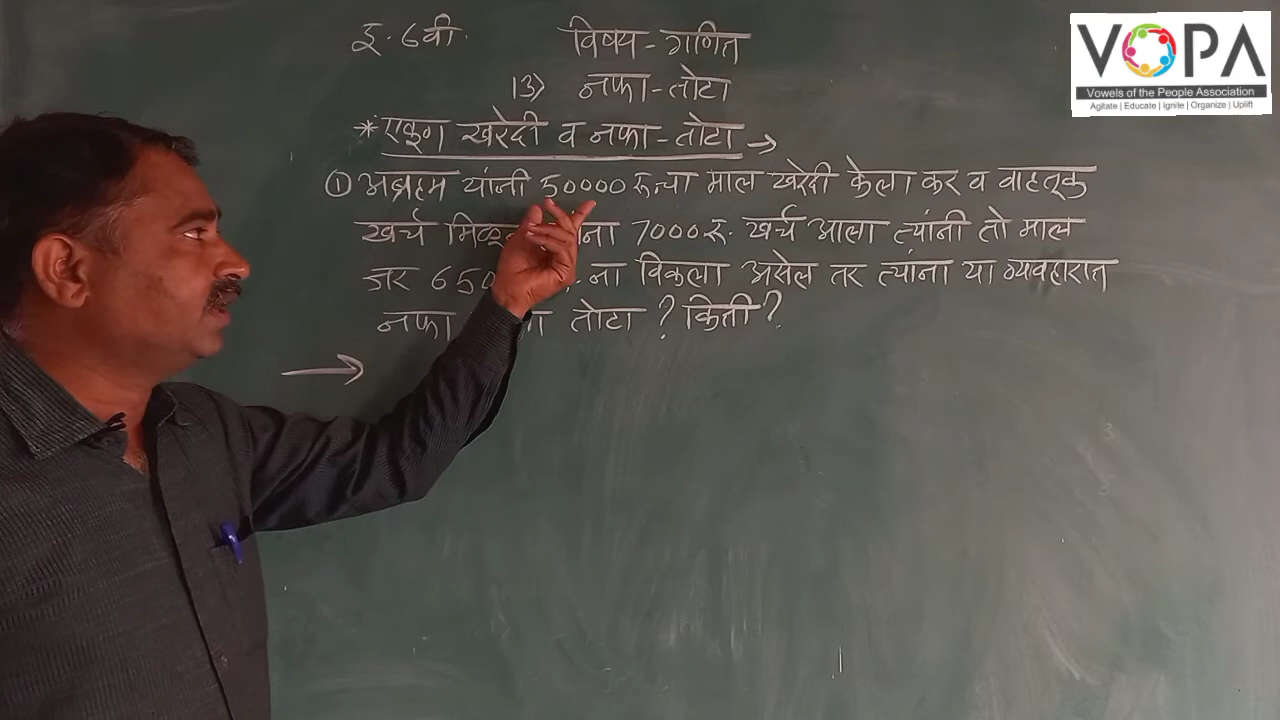 इ. ६वी. विषय - गणित
13) नफा - तोटा
* एकूण खरेदी व नफा - तोटा →
① अब्राहम यांनी 50000 रू.चा माल खरेदी केला कर व वाहतूक
खर्च ना 7000 रू. खर्च आला त्यांनी तो माल
जर ना विकला असेल तर त्यांना या व्यवहारात
नफा तोटा ? किती ?
→
VOPA
Vowels of the People Association
Agitate | Educate | Ignite | Organize | Uplift